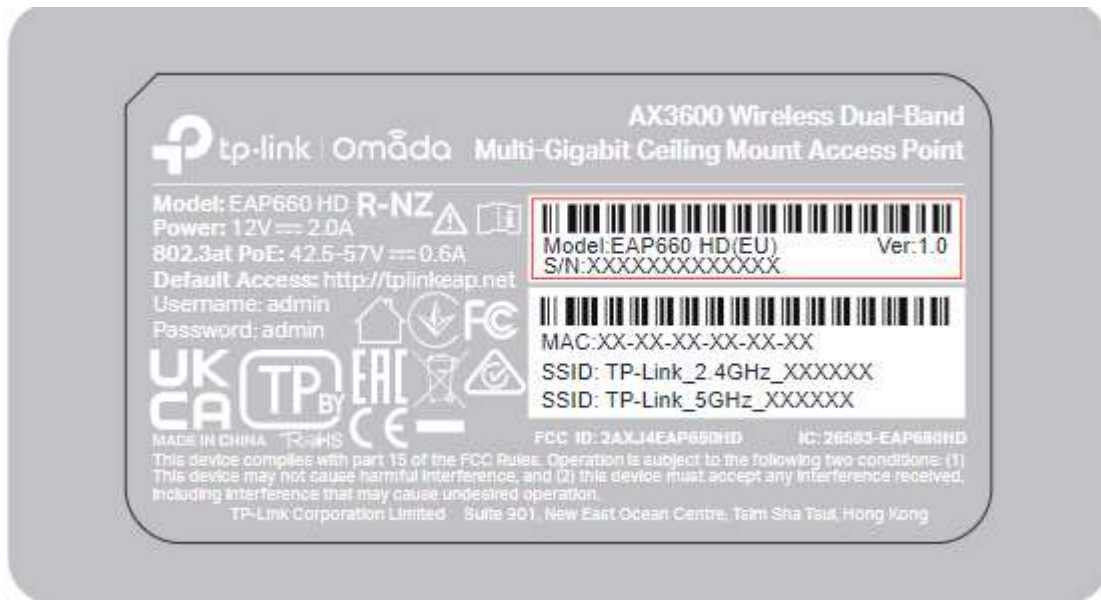 AX3600 Wireless Dual-Band
Multi-Gigabit Ceiling Mount Access Point
tp-link | omada
Model: EAP660 HD R-NZ
Power: 12V⎓2.0A
802.3at PoE: 42.5-57V⎓0.6A
Default Access: http://tplinkeap.net
Username: admin
Password: admin
FC
UK
CA
TP
BY
EAC
CE
MADE IN CHINA RoHS
Model:EAP660 HD(EU) Ver:1.0
S/N:XXXXXXXXXXXXX
MAC:XX-XX-XX-XX-XX-XX
SSID: TP-Link_2.4GHz_XXXXXX
SSID: TP-Link_5GHz_XXXXXX
FCC ID: 2AXJ4EAP660HD IC: 26583-EAP660HD
This device complies with part 15 of the FCC Rules. Operation is subject to the following two conditions: (1)
This device may not cause harmful interference, and (2) this device must accept any interference received,
including interference that may cause undesired operation.
TP-Link Corporation Limited Suite 901, New East Ocean Centre, Tsim Sha Tsui, Hong Kong